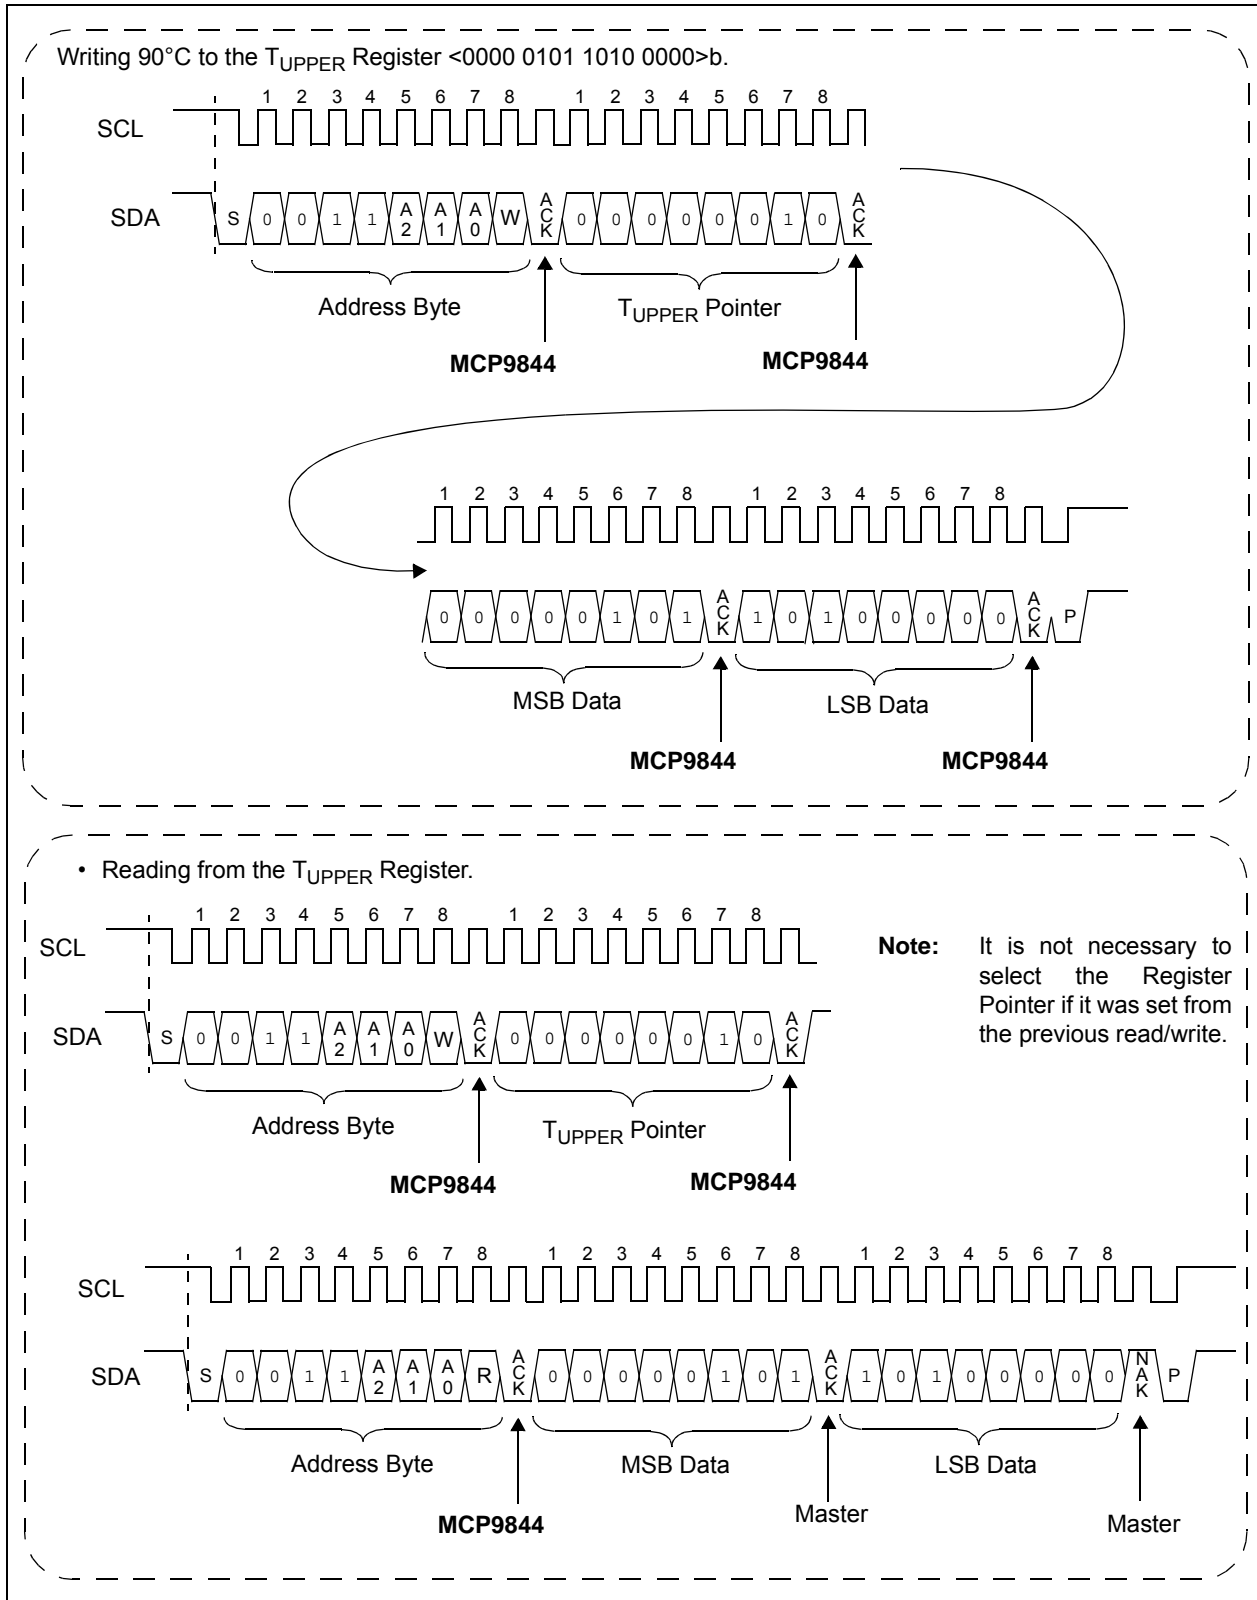 Writing 90°C to the TUPPER Register <0000 0101 1010 0000>b.
1 2 3 4 5 6 7 8 1 2 3 4 5 6 7 8
SCL
SDA S 0 0 1 1 A2 A1 A0 W ACK 0 0 0 0 0 0 1 0 ACK
Address Byte TUPPER Pointer
MCP9844 MCP9844
1 2 3 4 5 6 7 8 1 2 3 4 5 6 7 8
0 0 0 0 0 1 0 1 ACK 1 0 1 0 0 0 0 0 ACK P
MSB Data LSB Data
MCP9844 MCP9844
• Reading from the TUPPER Register.
1 2 3 4 5 6 7 8 1 2 3 4 5 6 7 8
SCL
SDA S 0 0 1 1 A2 A1 A0 W ACK 0 0 0 0 0 0 1 0 ACK
Address Byte TUPPER Pointer
MCP9844 MCP9844
Note: It is not necessary to
select the Register
Pointer if it was set from
the previous read/write.
1 2 3 4 5 6 7 8 1 2 3 4 5 6 7 8 1 2 3 4 5 6 7 8
SCL
SDA S 0 0 1 1 A2 A1 A0 R ACK 0 0 0 0 0 1 0 1 ACK 1 0 1 0 0 0 0 0 NAK P
Address Byte MSB Data LSB Data
MCP9844 Master Master